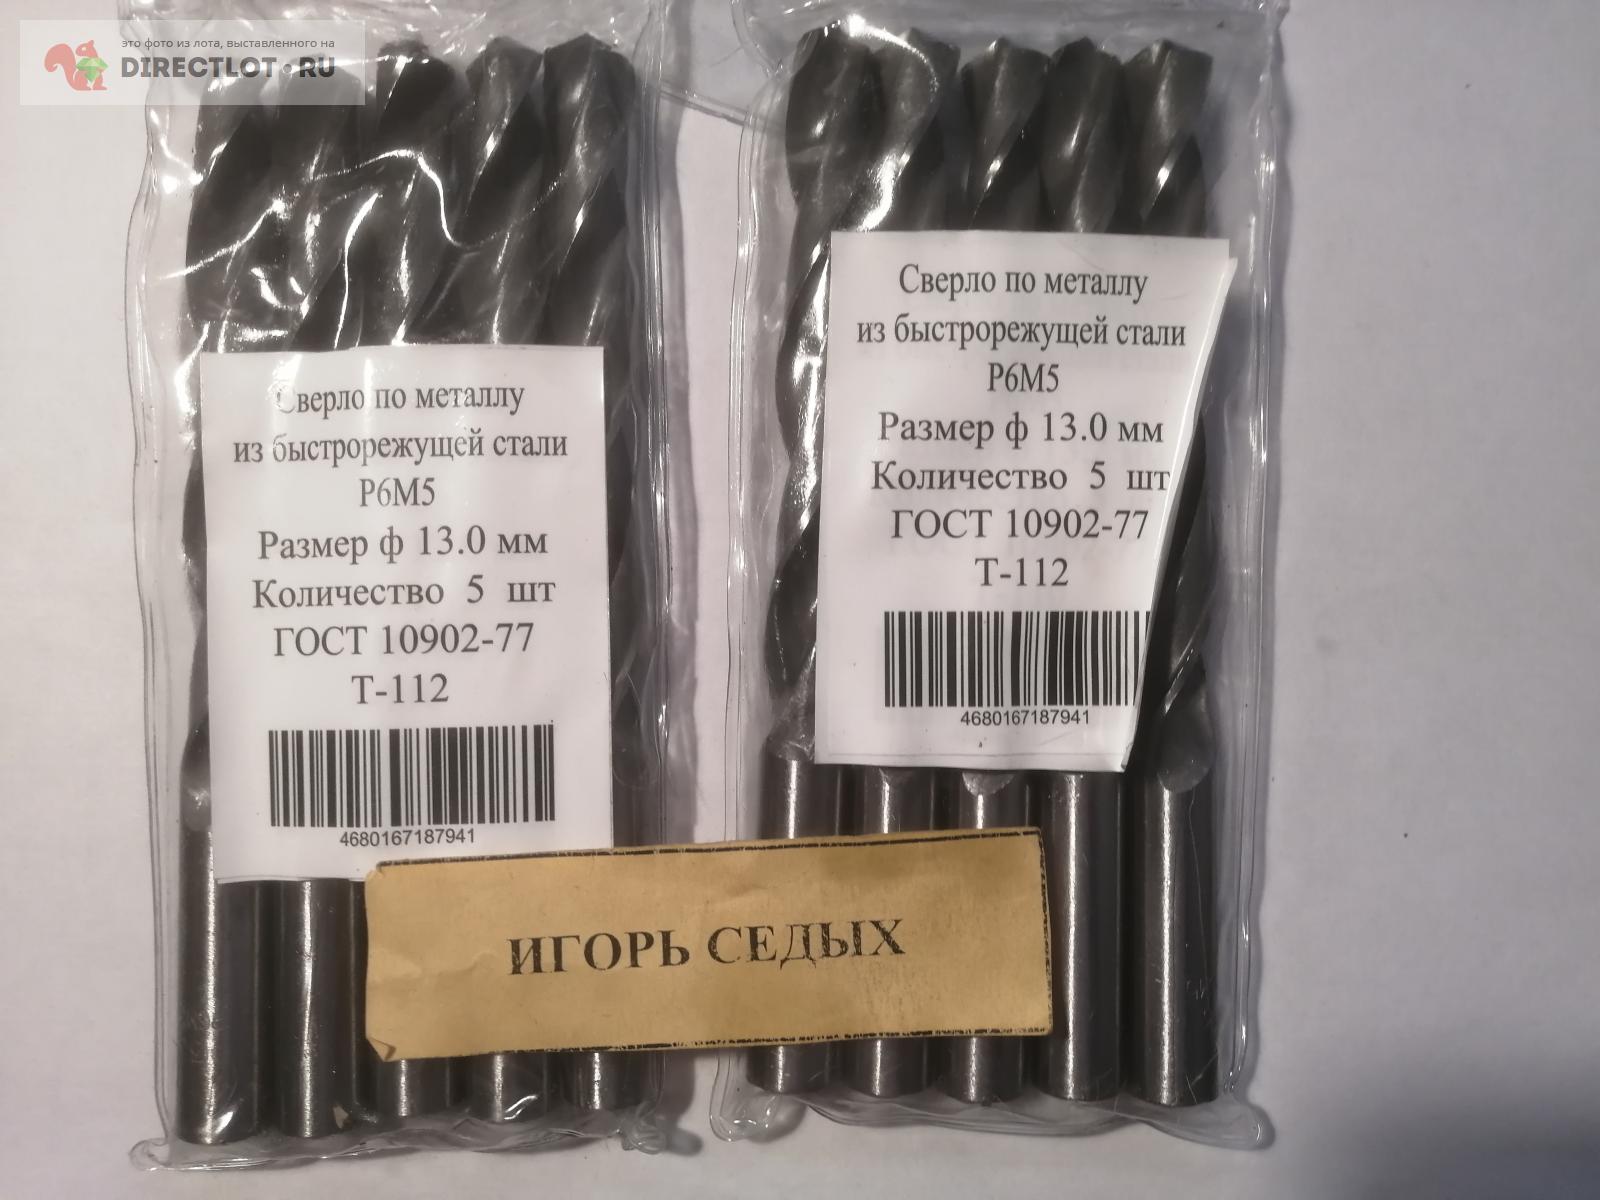 это фото из лота, выставленного на
DIRECTLOT.RU
Сверло по металлу
из быстрорежущей стали
Р6М5
Размер ф 13.0 мм
Количество 5 шт
ГОСТ 10902-77
Т-112
4680167187941
Сверло по металлу
из быстрорежущей стали
Р6М5
Размер ф 13.0 мм
Количество 5 шт
ГОСТ 10902-77
Т-112
4680167187941
ИГОРЬ СЕДЫХ